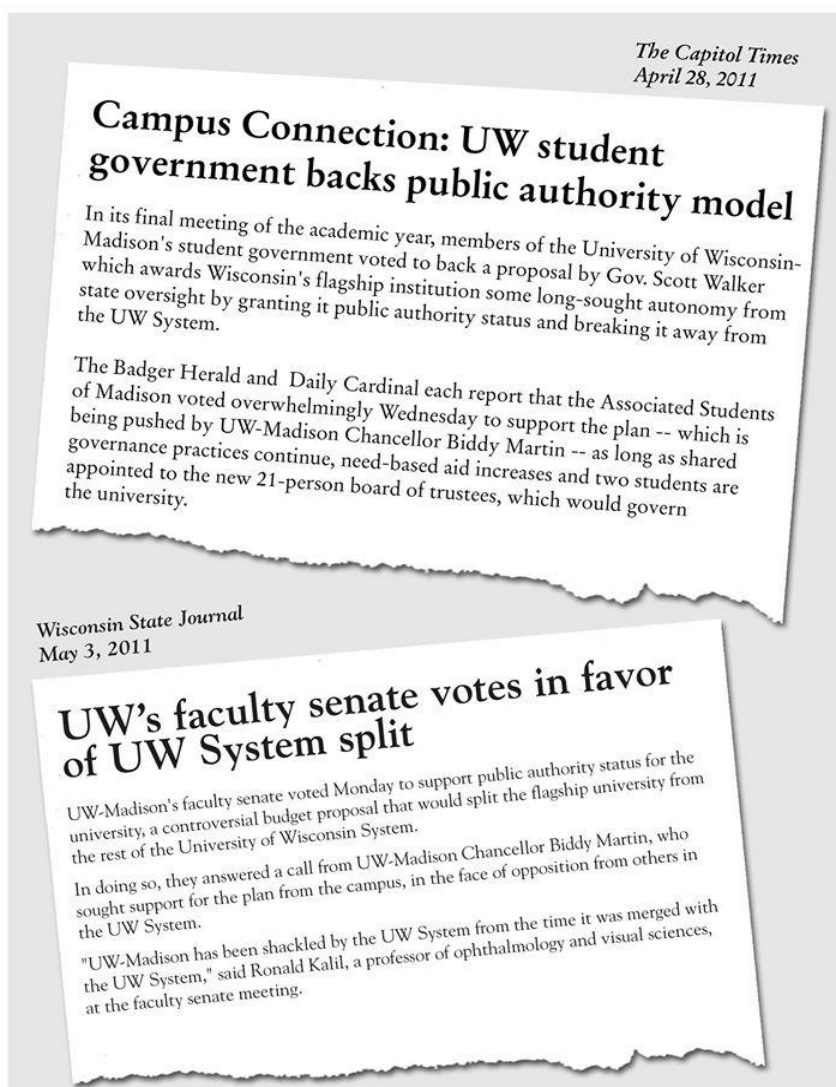 The Capitol Times
April 28, 2011
Campus Connection: UW student
government backs public authority model
In its final meeting of the academic year, members of the University of Wisconsin-
Madison's student government voted to back a proposal by Gov. Scott Walker
which awards Wisconsin's flagship institution some long-sought autonomy from
state oversight by granting it public authority status and breaking it away from
the UW System.
The Badger Herald and Daily Cardinal each report that the Associated Students
of Madison voted overwhelmingly Wednesday to support the plan -- which is
being pushed by UW-Madison Chancellor Biddy Martin -- as long as shared
governance practices continue, need-based aid increases and two students are
appointed to the new 21-person board of trustees, which would govern
the university.
Wisconsin State Journal
May 3, 2011
UW's faculty senate votes in favor
of UW System split
UW-Madison's faculty senate voted Monday to support public authority status for the
university, a controversial budget proposal that would split the flagship university from
the rest of the University of Wisconsin System.
In doing so, they answered a call from UW-Madison Chancellor Biddy Martin, who
sought support for the plan from the campus, in the face of opposition from others in
the UW System.
"UW-Madison has been shackled by the UW System from the time it was merged with
the UW System," said Ronald Kalil, a professor of ophthalmology and visual sciences,
at the faculty senate meeting.